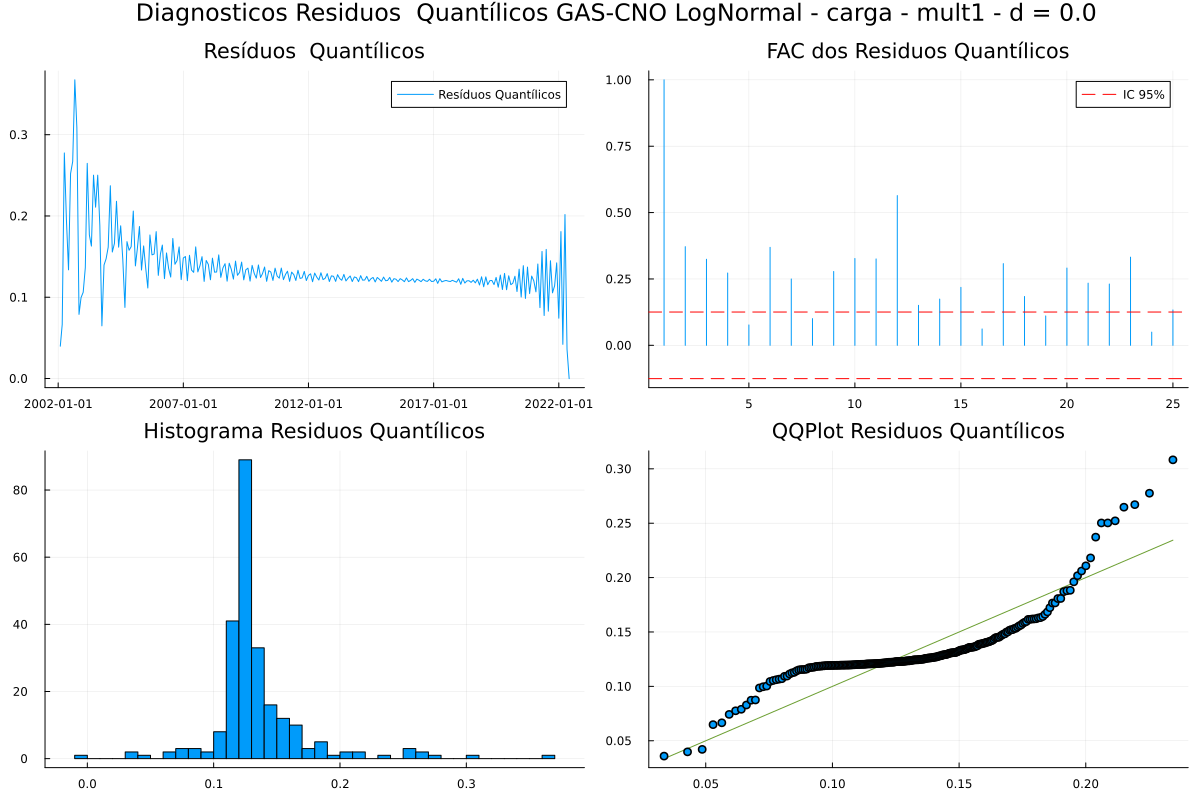 Diagnosticos Residuos  Quantílicos GAS-CNO LogNormal - carga - mult1 - d = 0.0
Resíduos  Quantílicos
Resíduos Quantílicos
0.3
0.2
0.1
0.0
2002-01-01 2007-01-01 2012-01-01 2017-01-01 2022-01-01
FAC dos Residuos Quantílicos
IC 95%
1.00
0.75
0.50
0.25
0.00
5 10 15 20 25
Histograma Residuos Quantílicos
80
60
40
20
0
0.0 0.1 0.2 0.3
QQPlot Residuos Quantílicos
0.30
0.25
0.20
0.15
0.10
0.05
0.05 0.10 0.15 0.20